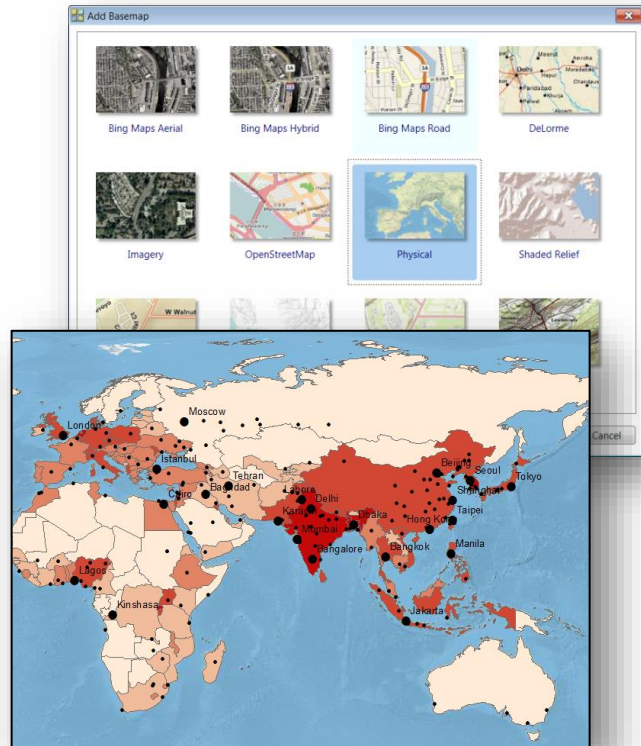 Add Basemap
Bing Maps Aerial
Bing Maps Hybrid
Bing Maps Road
DeLorme
Imagery
OpenStreetMap
Physical
Shaded Relief
Cancel
Moscow
London
Istanbul
Tehran
Baghdad
Cairo
Lahore
Delhi
Karac
Dhaka
Mumbai
Bangalore
Beijing
Seoul
Tokyo
Shanghai
Taipei
Hong Kon
Manila
Bangkok
Lagos
Kinshasa
Jakarta